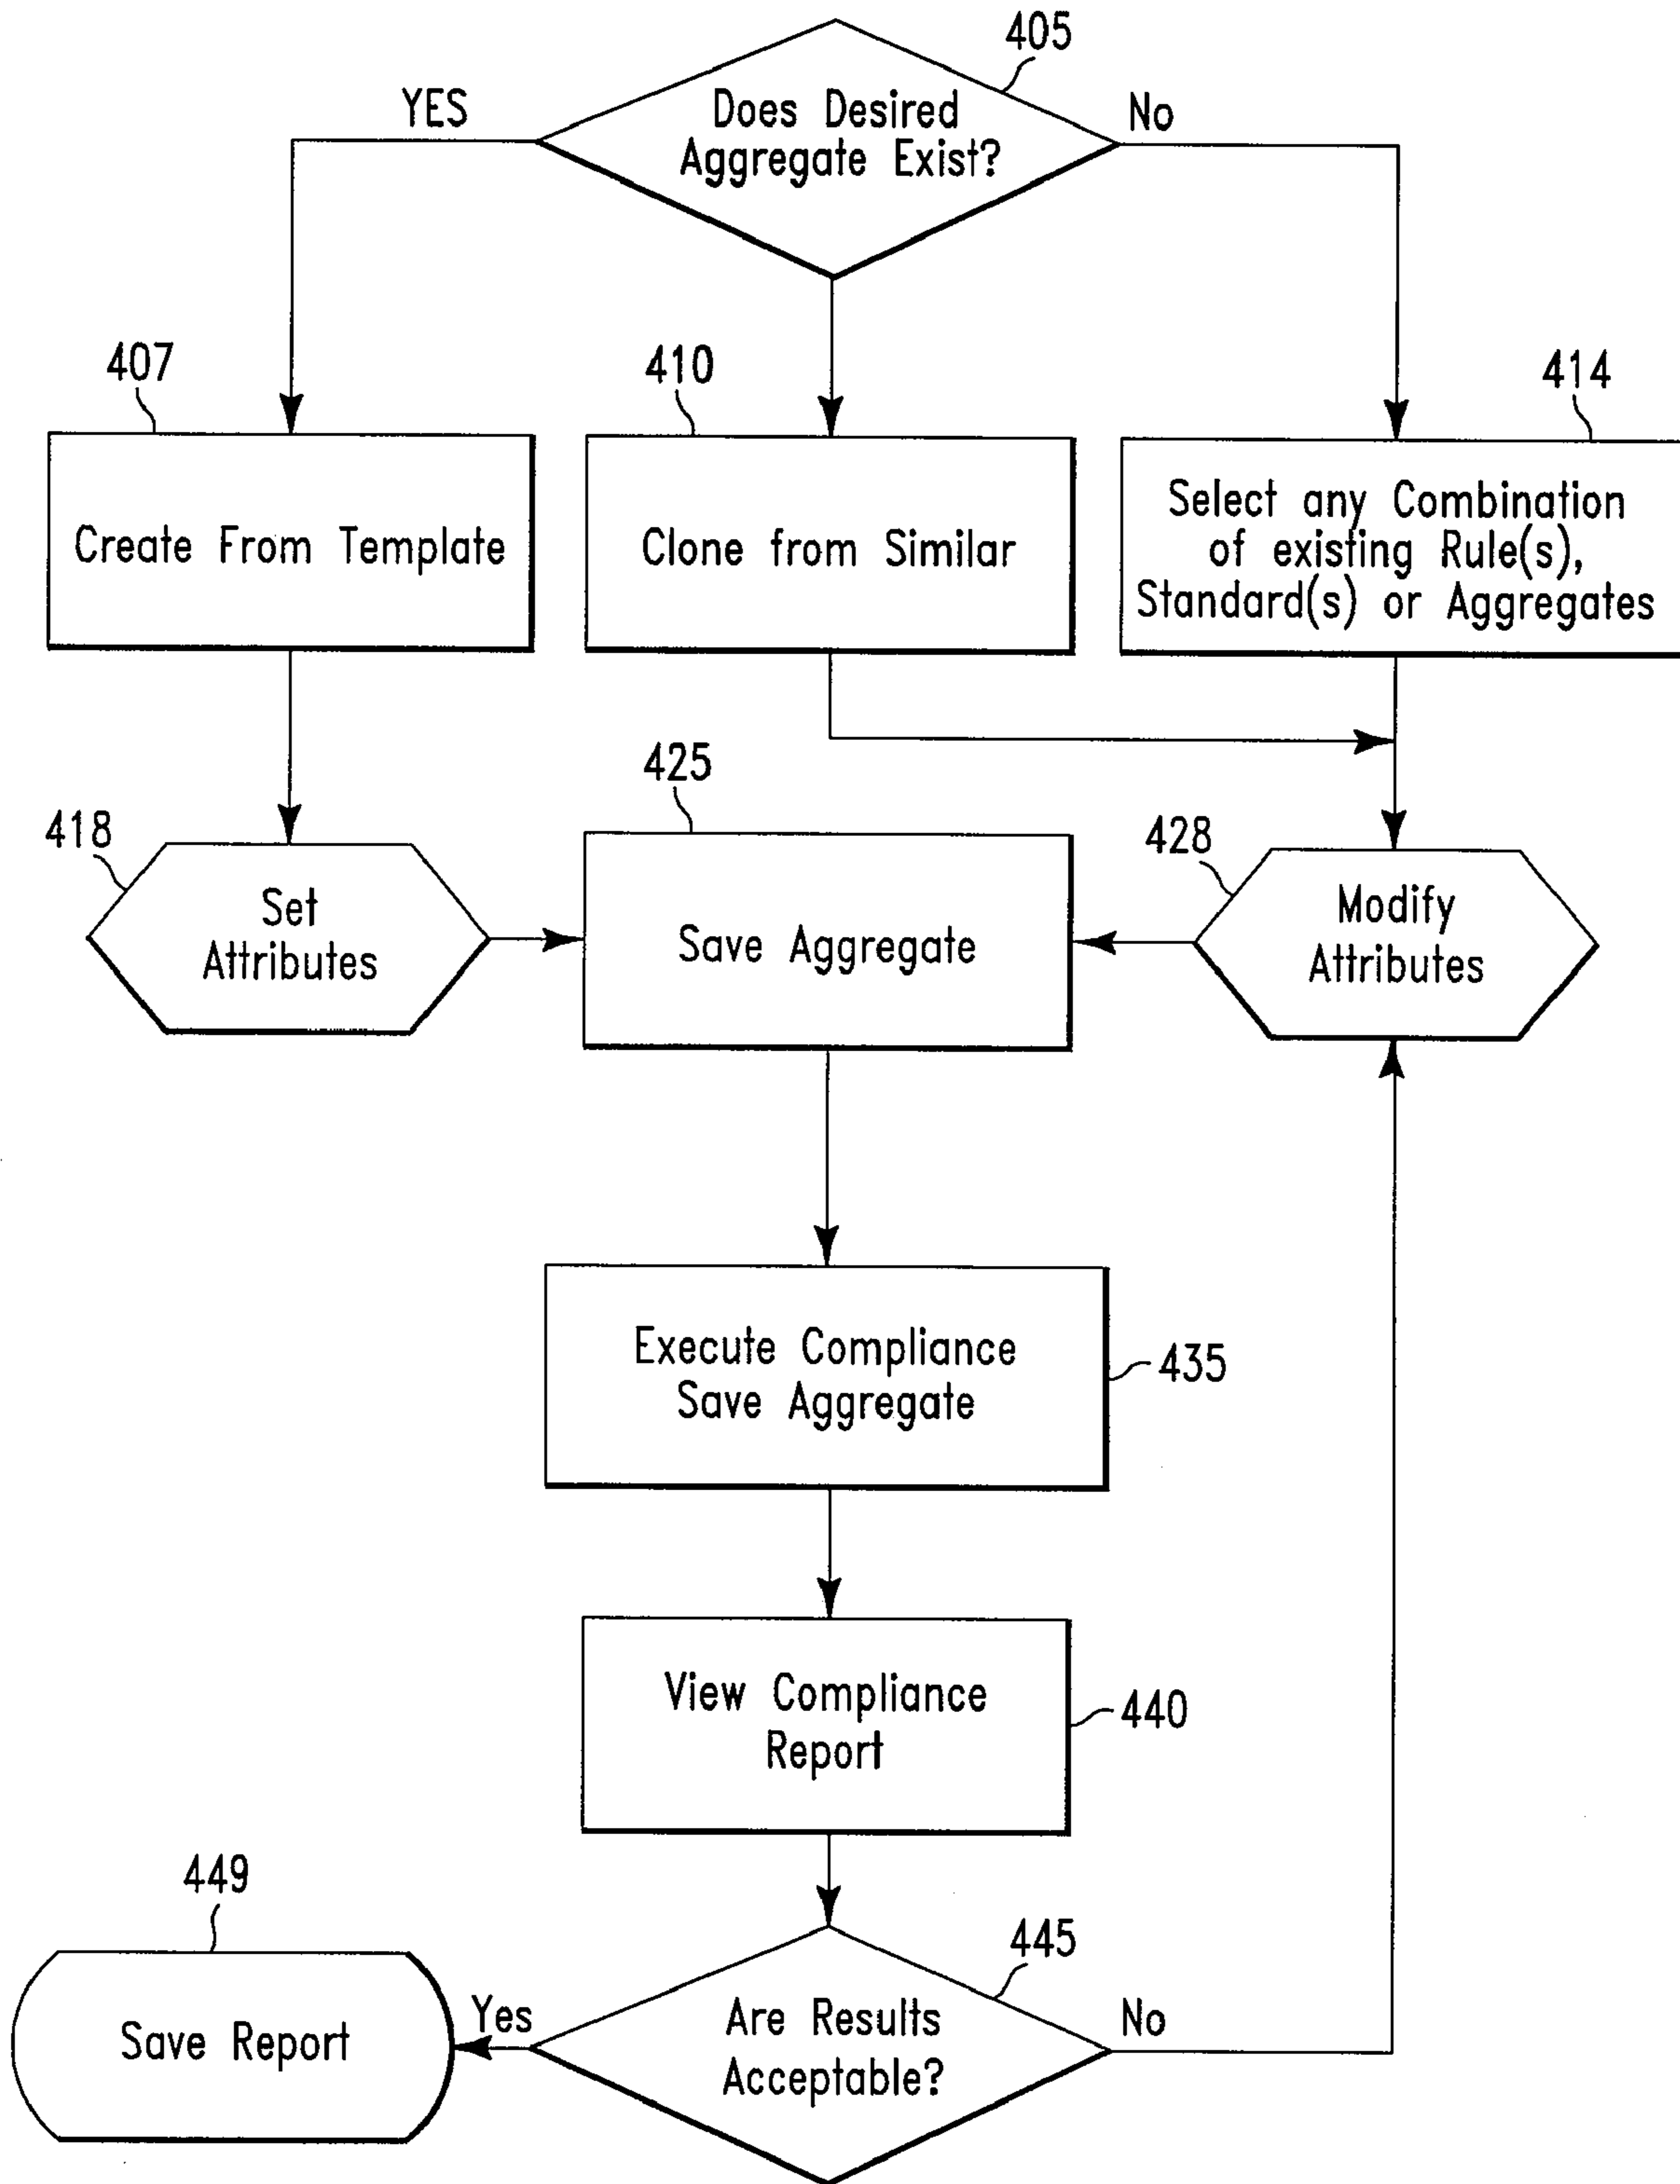 405
YES
Does Desired
Aggregate Exist?
No
407
410
414
Create From Template
Clone from Similar
Select any Combination
of existing Rule(s),
Standard(s) or Aggregates
418
425
428
Set
Attributes
Save Aggregate
Modify
Attributes
Execute Compliance
Save Aggregate
435
View Compliance
Report
440
449
445
Save Report
Yes
Are Results
Acceptable?
No